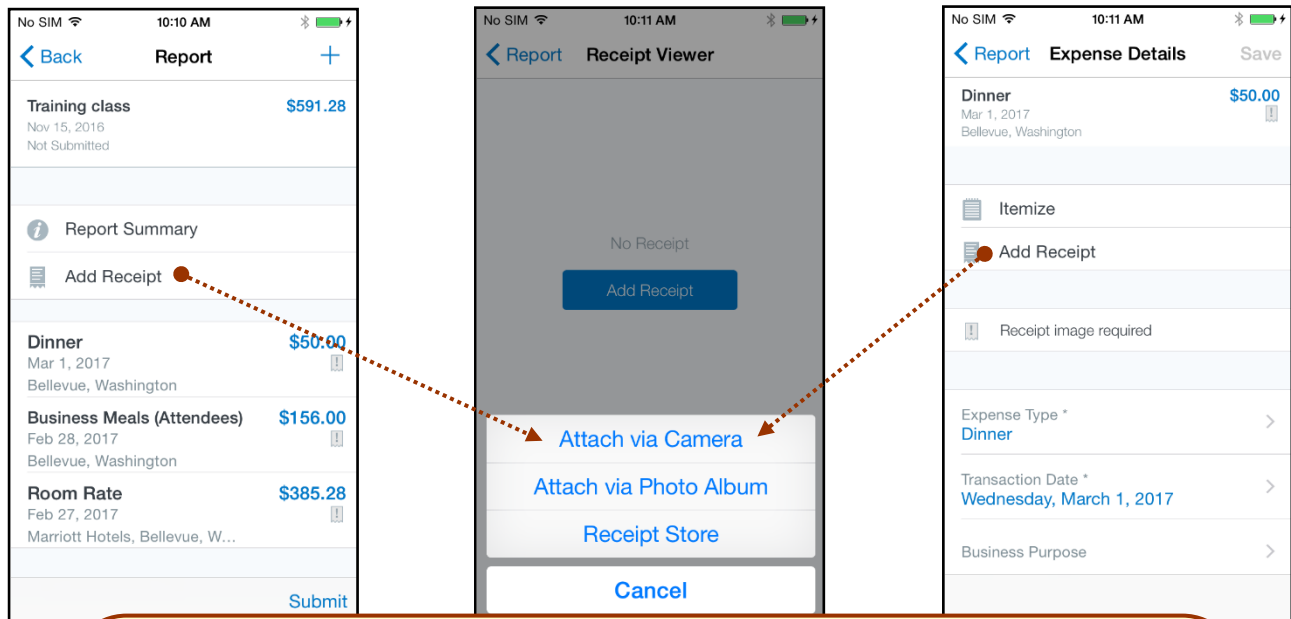 No SIM 10:10 AM
Back Report +
Training class $591.28
Nov 15, 2016
Not Submitted
Report Summary
Add Receipt
Dinner $50.00
Mar 1, 2017
Bellevue, Washington
Business Meals (Attendees) $156.00
Feb 28, 2017
Bellevue, Washington
Room Rate $385.28
Feb 27, 2017
Marriott Hotels, Bellevue, W...
Submit
No SIM 10:11 AM
Report Receipt Viewer
No Receipt
Add Receipt
Attach via Camera
Attach via Photo Album
Receipt Store
Cancel
No SIM 10:11 AM
Report Expense Details Save
Dinner $50.00
Mar 1, 2017
Bellevue, Washington
Itemize
Add Receipt
Receipt image required
Expense Type *
Dinner
Transaction Date *
Wednesday, March 1, 2017
Business Purpose